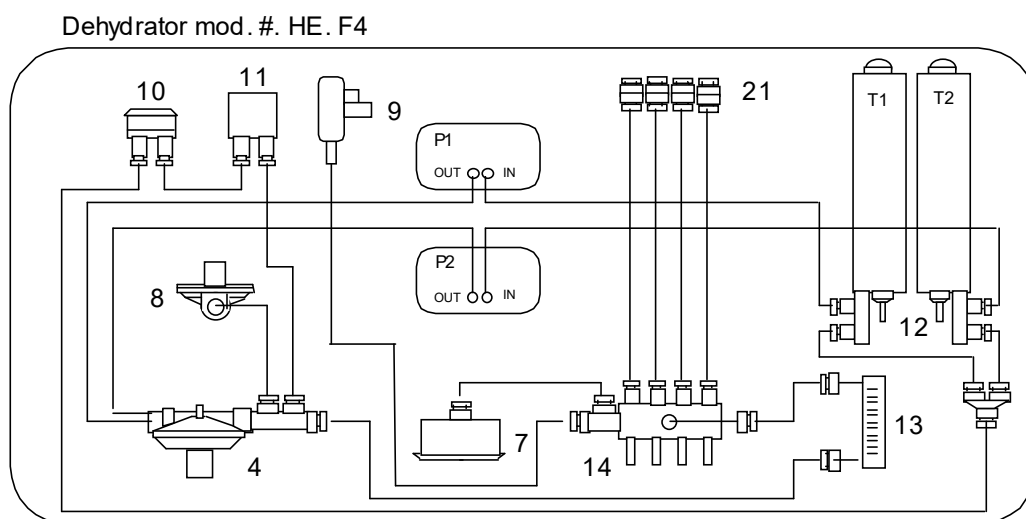 Dehydrator mod. #. HE. F4
10
11
9
21
T1
T2
P1
OUT
IN
8
P2
OUT
IN
12
13
4
7
14